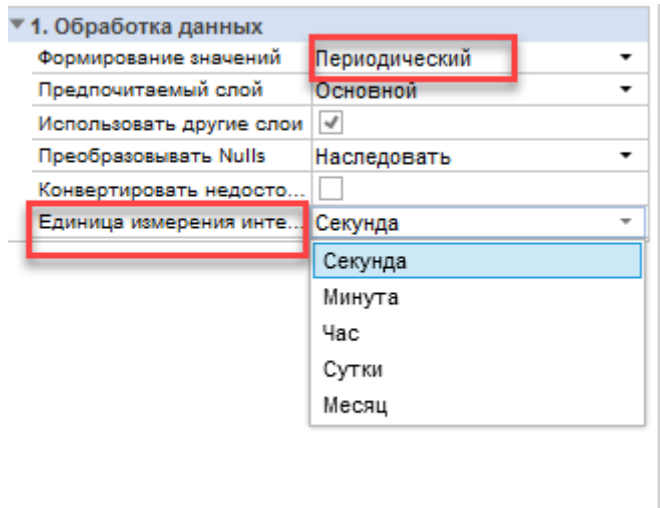 1. Обработка данных
Формирование значений Периодический
Предпочитаемый слой Основной
Использовать другие слои
Преобразовывать Nulls Наследовать
Конвертировать недосто...
Единица измерения инте... Секунда
Секунда
Минута
Час
Сутки
Месяц